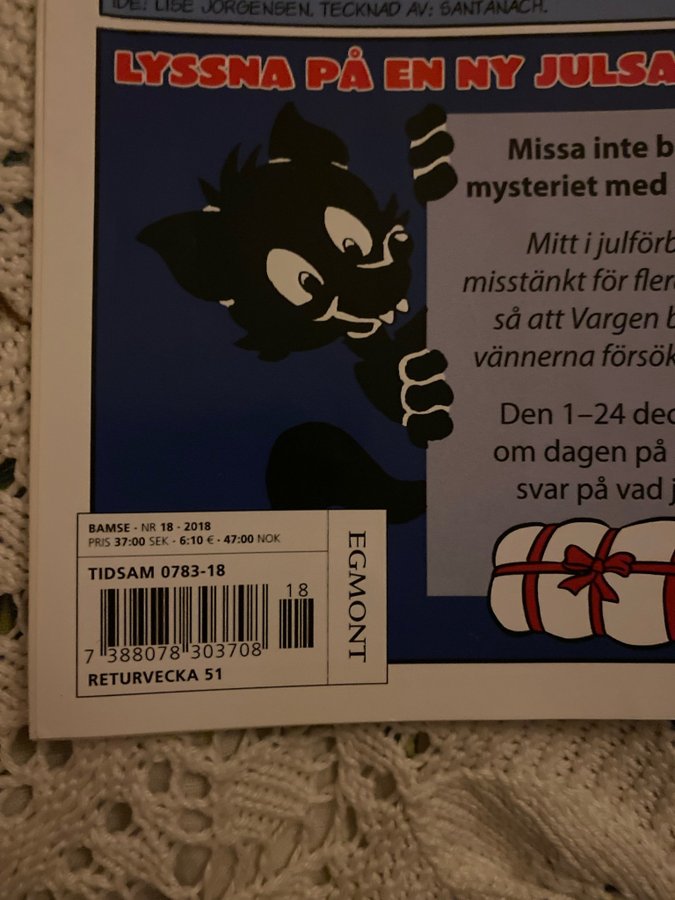 IDÉ: LISE JØRGENSEN. TECKNAD AV: SANTANACH.
LYSSNA PÅ EN NY JULSA
Missa inte b
mysteriet med
Mitt i julförb
misstänkt för fler
så att Vargen b
vännerna försök
Den 1–24 dec
om dagen på
svar på vad j
BAMSE · NR 18 · 2018
PRIS 37:00 SEK · 6:10 € · 47:00 NOK
TIDSAM 0783-18
18
7 388078 303708
RETURVECKA 51
EGMONT